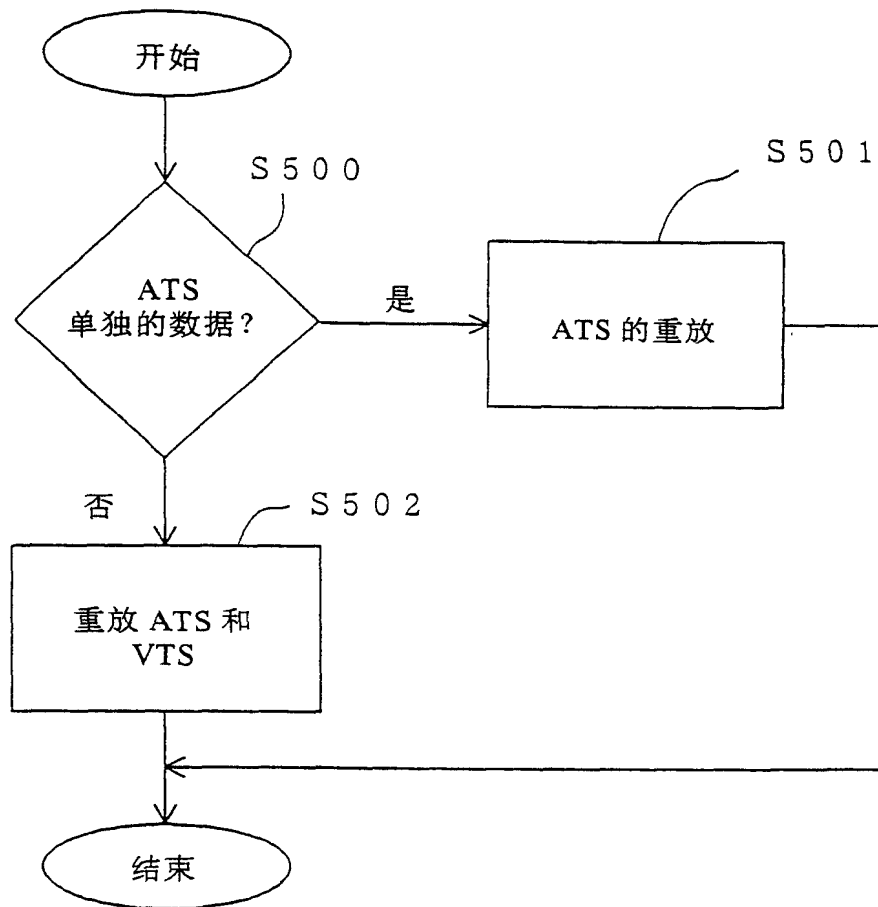 开始
S500
S501
ATS
单独的数据?
是
ATS 的重放
否
S502
重放 ATS 和
VTS
结束